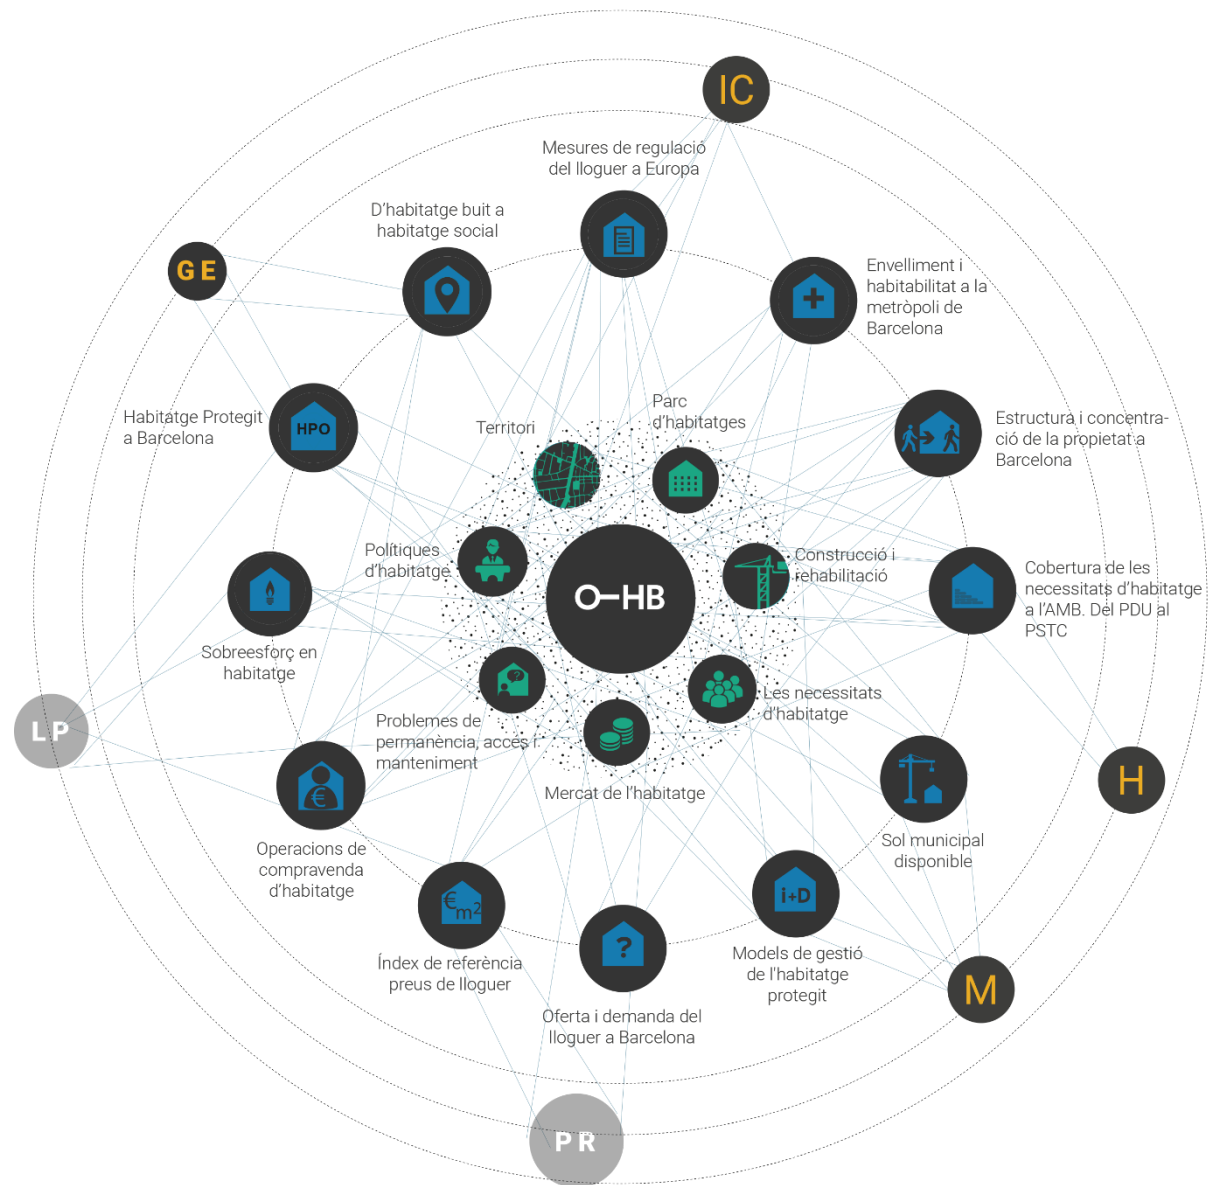 IC
Mesures de regulació
del lloguer a Europa
D'habitatge buit a
habitatge social
GE
Envelliment i
habitabilitat a la
metròpoli de
Barcelona
Habitatge Protegit
a Barcelona
HPO
Territori
Parc
d'habitatges
Estructura i concentra-
ció de la propietat a
Barcelona
Polítiques
d'habitatge
O-HB
Construcció i
rehabilitació
Cobertura de les
necessitats d'habitatge
a l'AMB. Del PDU al
PSTC
Sobreesforç en
habitatge
LP
Problemes de
permanència, accés i
manteniment
?
Les necessitats
d'habitatge
Mercat de l'habitatge
H
€
Operacions de
compravenda
d'habitatge
Sol municipal
disponible
€
m2
Índex de referència
preus de lloguer
?
Oferta i demanda del
lloguer a Barcelona
i+D
Models de gestió
de l'habitatge
protegit
M
PR